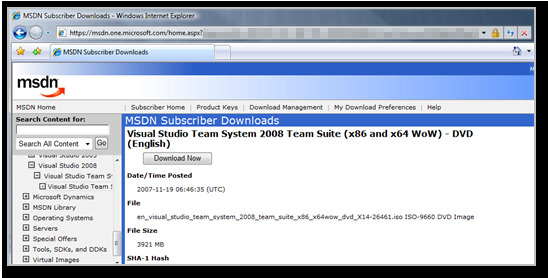 MSDN Subscriber Downloads - Windows Internet Explorer
https://msdn.one.microsoft.com/home.aspx?
MSDN Subscriber Downloads
msdn
MSDN Home
Subscriber Home | Product Keys | Download Management | My Download Preferences | Help
Search Content for:
Search All Content
Go
Visual Studio 2005
Visual Studio 2008
Visual Studio Team Sy
Visual Studio Team S
Microsoft Dynamics
MSDN Library
Operating Systems
Servers
Special Offers
Tools, SDKs, and DDKs
Virtual Images
MSDN Subscriber Downloads
Visual Studio Team System 2008 Team Suite (x86 and x64 WoW) - DVD
(English)
Download Now
Date/Time Posted
2007-11-19 06:46:35 (UTC)
File
en_visual_studio_team_system_2008_team_suite_x86_x64wow_dvd_X14-26461.iso ISO-9660 DVD Image
File Size
3921 MB
SHA-1 Hash